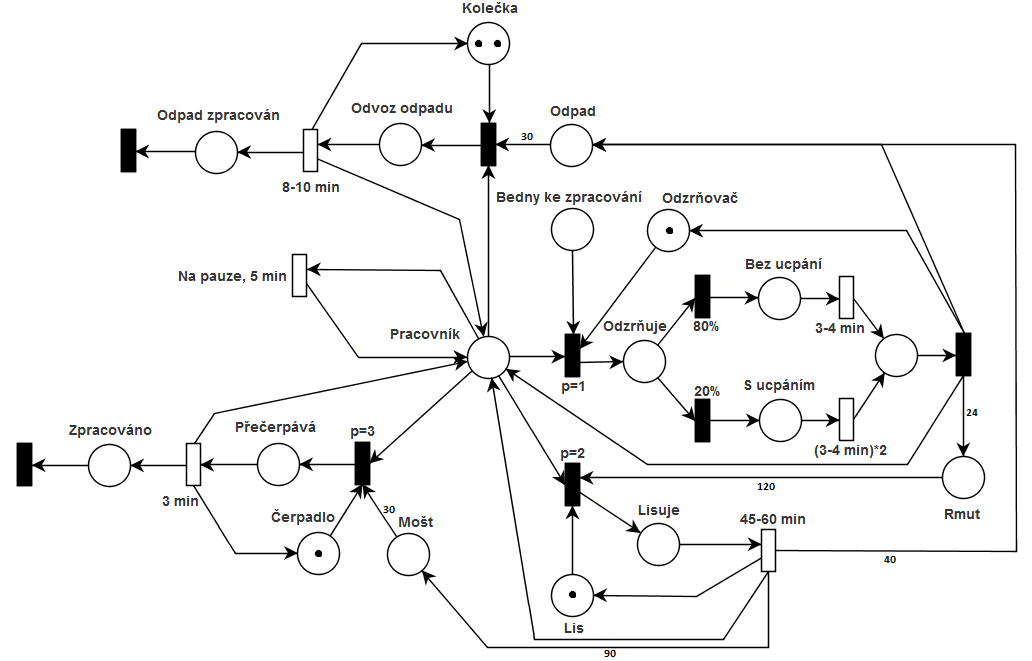 Kolečka
Odpad zpracován
Odvoz odpadu
Odpad
30
8-10 min
Bedny ke zpracování
Odzrňovač
Na pauze, 5 min
Bez ucpání
Pracovník
Odzrňuje
80%
3-4 min
p=1
20%
S ucpáním
24
Zpracováno
Přečerpává
p=3
(3-4 min)*2
p=2
120
3 min
Čerpadlo
30
Mošt
Lisuje
45-60 min
Rmut
40
Lis
90